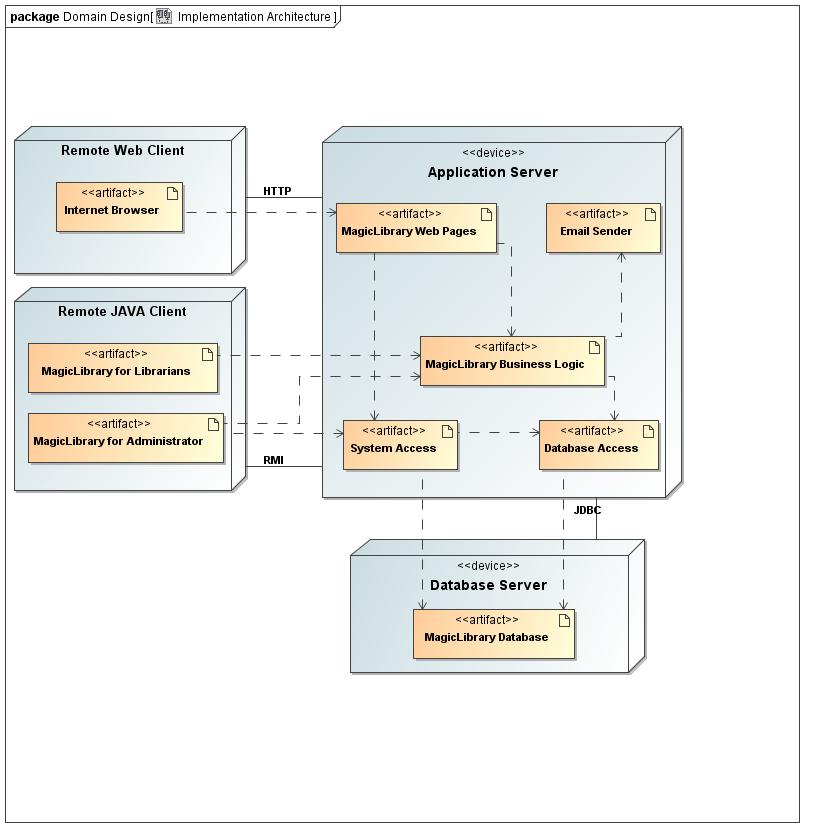 package Domain Design[ Implementation Architecture ]
Remote Web Client
<<artifact>>
Internet Browser
HTTP
<<device>>
Application Server
<<artifact>>
MagicLibrary Web Pages
<<artifact>>
Email Sender
Remote JAVA Client
<<artifact>>
MagicLibrary for Librarians
<<artifact>>
MagicLibrary for Administrator
RMI
<<artifact>>
MagicLibrary Business Logic
<<artifact>>
System Access
<<artifact>>
Database Access
JDBC
<<device>>
Database Server
<<artifact>>
MagicLibrary Database